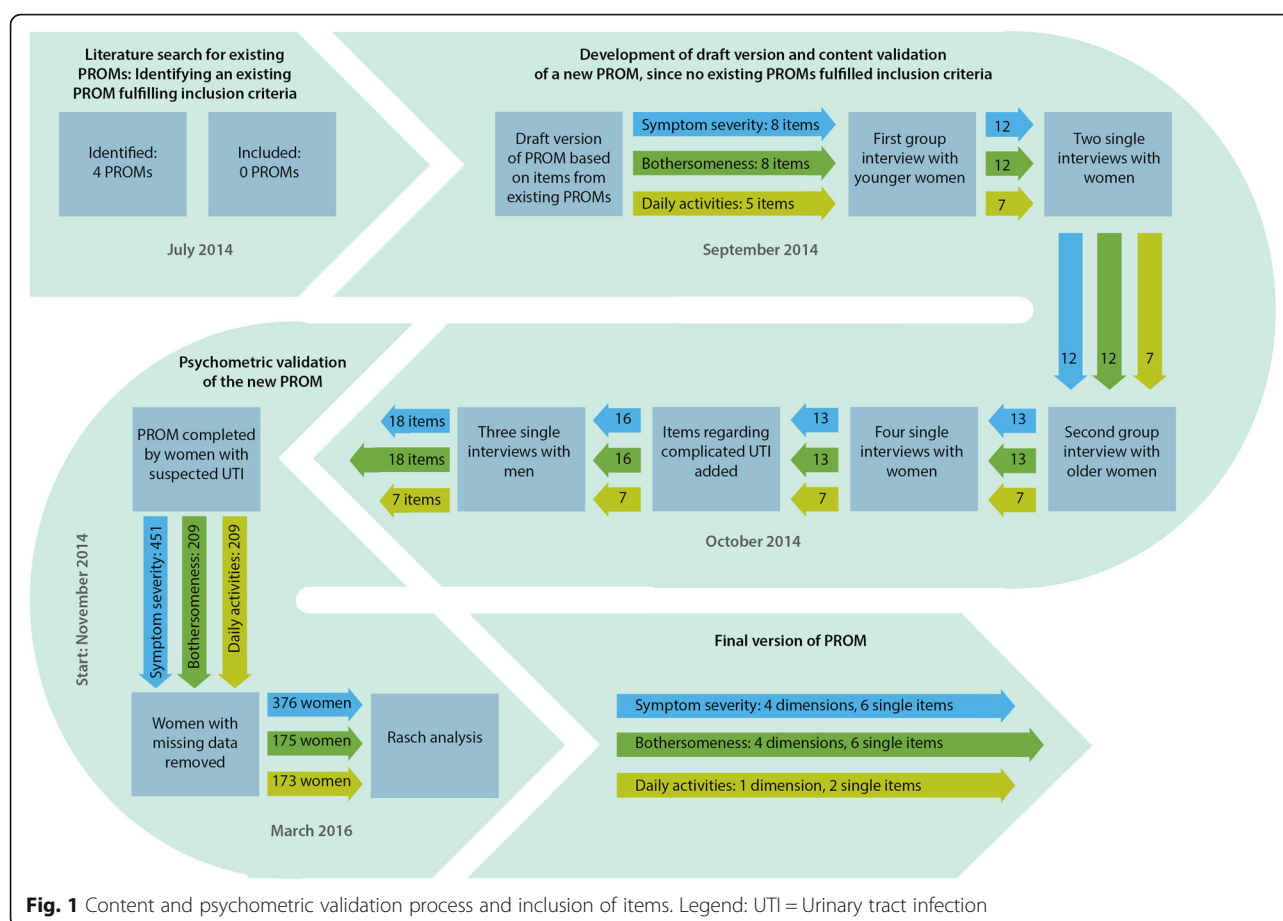 Literature search for existing
PROMs: Identifying an existing
PROM fulfilling inclusion criteria
Identified:
4 PROMs
Included:
0 PROMs
July 2014
Development of draft version and content validation
of a new PROM, since no existing PROMs fulfilled inclusion criteria
Draft version
of PROM based
on items from
existing PROMs
Symptom severity: 8 items
Bothersomeness: 8 items
Daily activities: 5 items
First group
interview with
younger women
12
12
7
Two single
interviews with
women
September 2014
12
12
7
Second group
interview with
older women
13
13
7
Four single
interviews with
women
13
13
7
Items regarding
complicated UTI
added
16
16
7
Three single
interviews with
men
18 items
18 items
7 items
October 2014
Psychometric validation
of the new PROM
PROM completed
by women with
suspected UTI
Start: November 2014
Symptom severity: 451
Bothersomeness: 209
Daily activities: 209
Women with
missing data
removed
376 women
175 women
173 women
Rasch analysis
March 2016
Final version of PROM
Symptom severity: 4 dimensions, 6 single items
Bothersomeness: 4 dimensions, 6 single items
Daily activities: 1 dimension, 2 single items
Fig. 1 Content and psychometric validation process and inclusion of items. Legend: UTI = Urinary tract infection